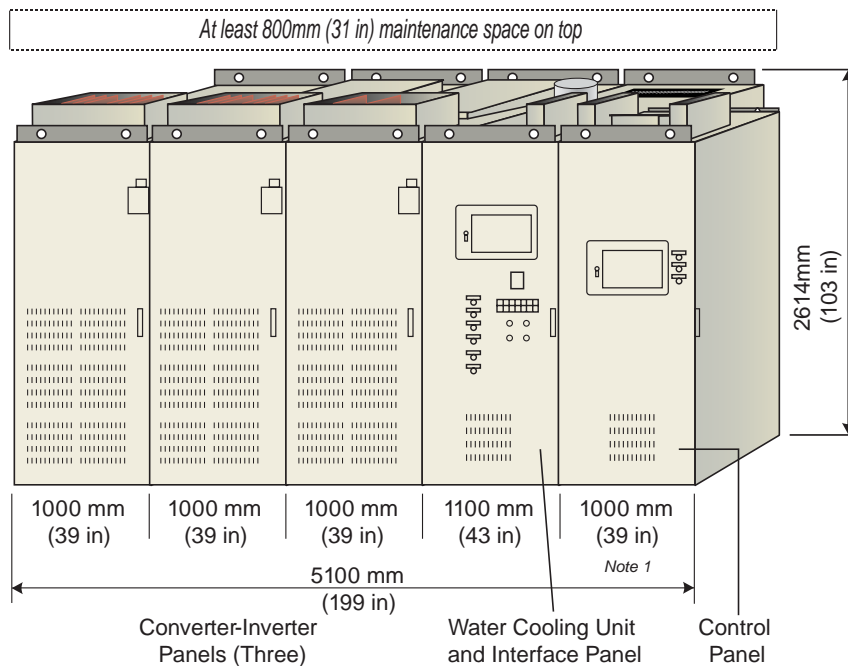 At least 800mm (31 in) maintenance space on top
2614mm
(103 in)
1000 mm
(39 in)
1000 mm
(39 in)
1000 mm
(39 in)
1100 mm
(43 in)
1000 mm
(39 in)
Note 1
5100 mm
(199 in)
Converter-Inverter
Panels (Three)
Water Cooling Unit
and Interface Panel
Control
Panel